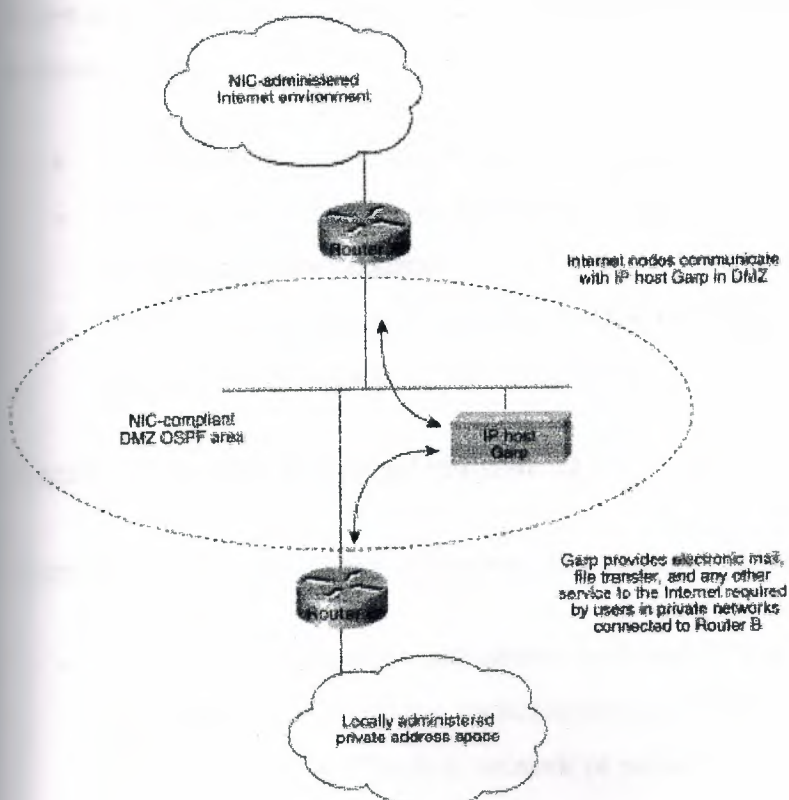 NIC-administered
Internet environment
Router
Internet nodes communicate
with IP host Garp in DMZ
NIC-compliant
DMZ OSPF area
IP host
Garp
Garp provides electronic mail,
file transfer, and any other
service to the Internet required
by users in private networks
connected to Router B
Router
Locally administered
private address space